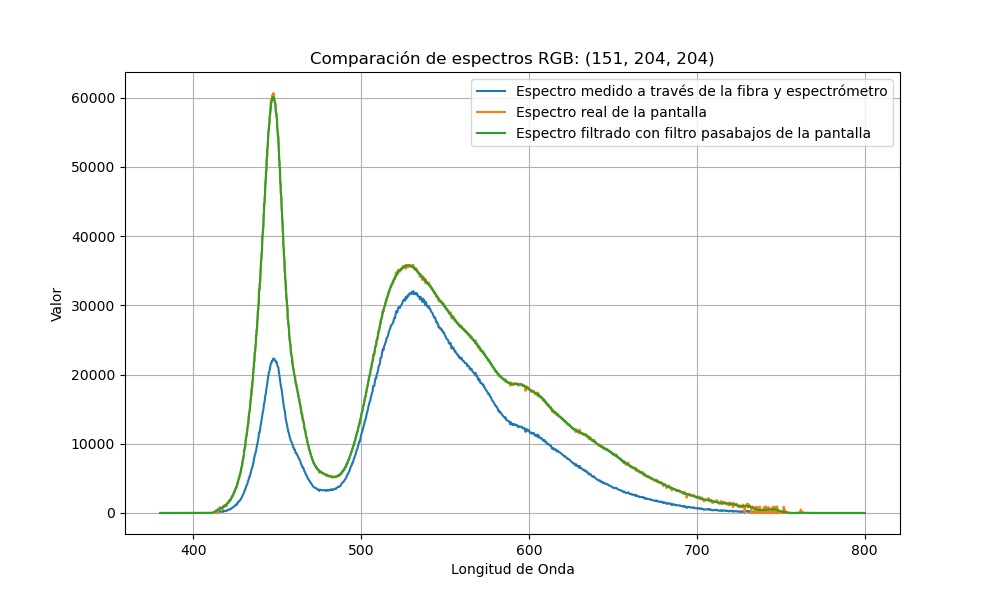 Comparación de espectros RGB: (151, 204, 204)
Espectro medido a través de la fibra y espectrómetro
Espectro real de la pantalla
Espectro filtrado con filtro pasabajos de la pantalla
60000
50000
40000
30000
20000
10000
0
Valor
400
500
600
700
800
Longitud de Onda